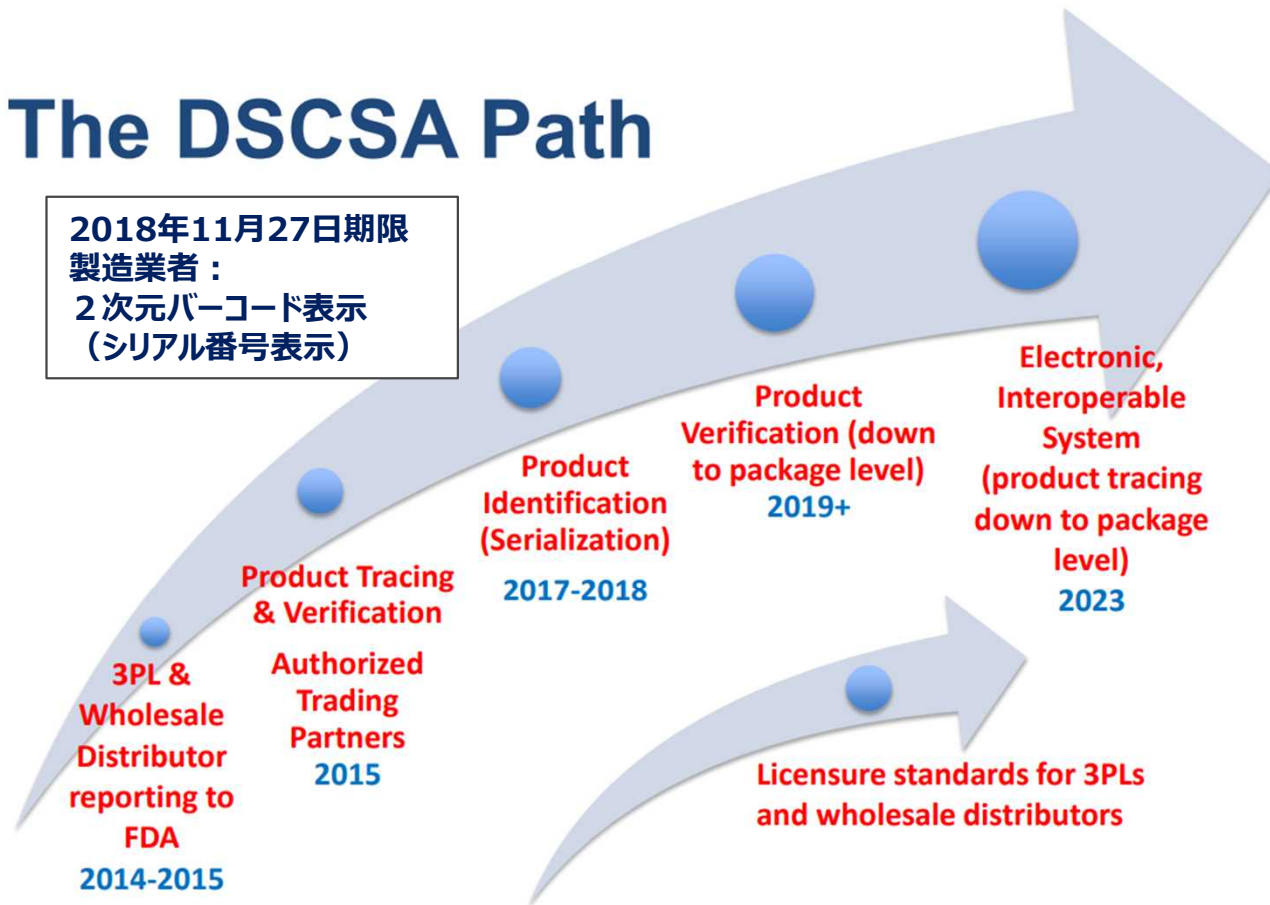 The DSCSA Path
2018年11月27日期限
製造業者：
２次元バーコード表示
（シリアル番号表示）
3PL &
Wholesale
Distributor
reporting to
FDA
2014-2015
Product Tracing
& Verification
Authorized
Trading
Partners
2015
Product
Identification
(Serialization)
2017-2018
Product
Verification (down
to package level)
2019+
Electronic,
Interoperable
System
(product tracing
down to package
level)
2023
Licensure standards for 3PLs
and wholesale distributors